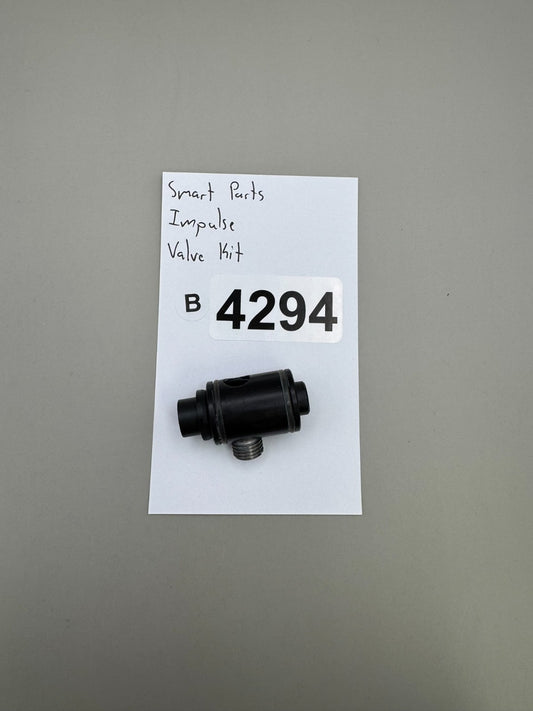 Smart Parts
Impulse
Valve Kit
B 4294